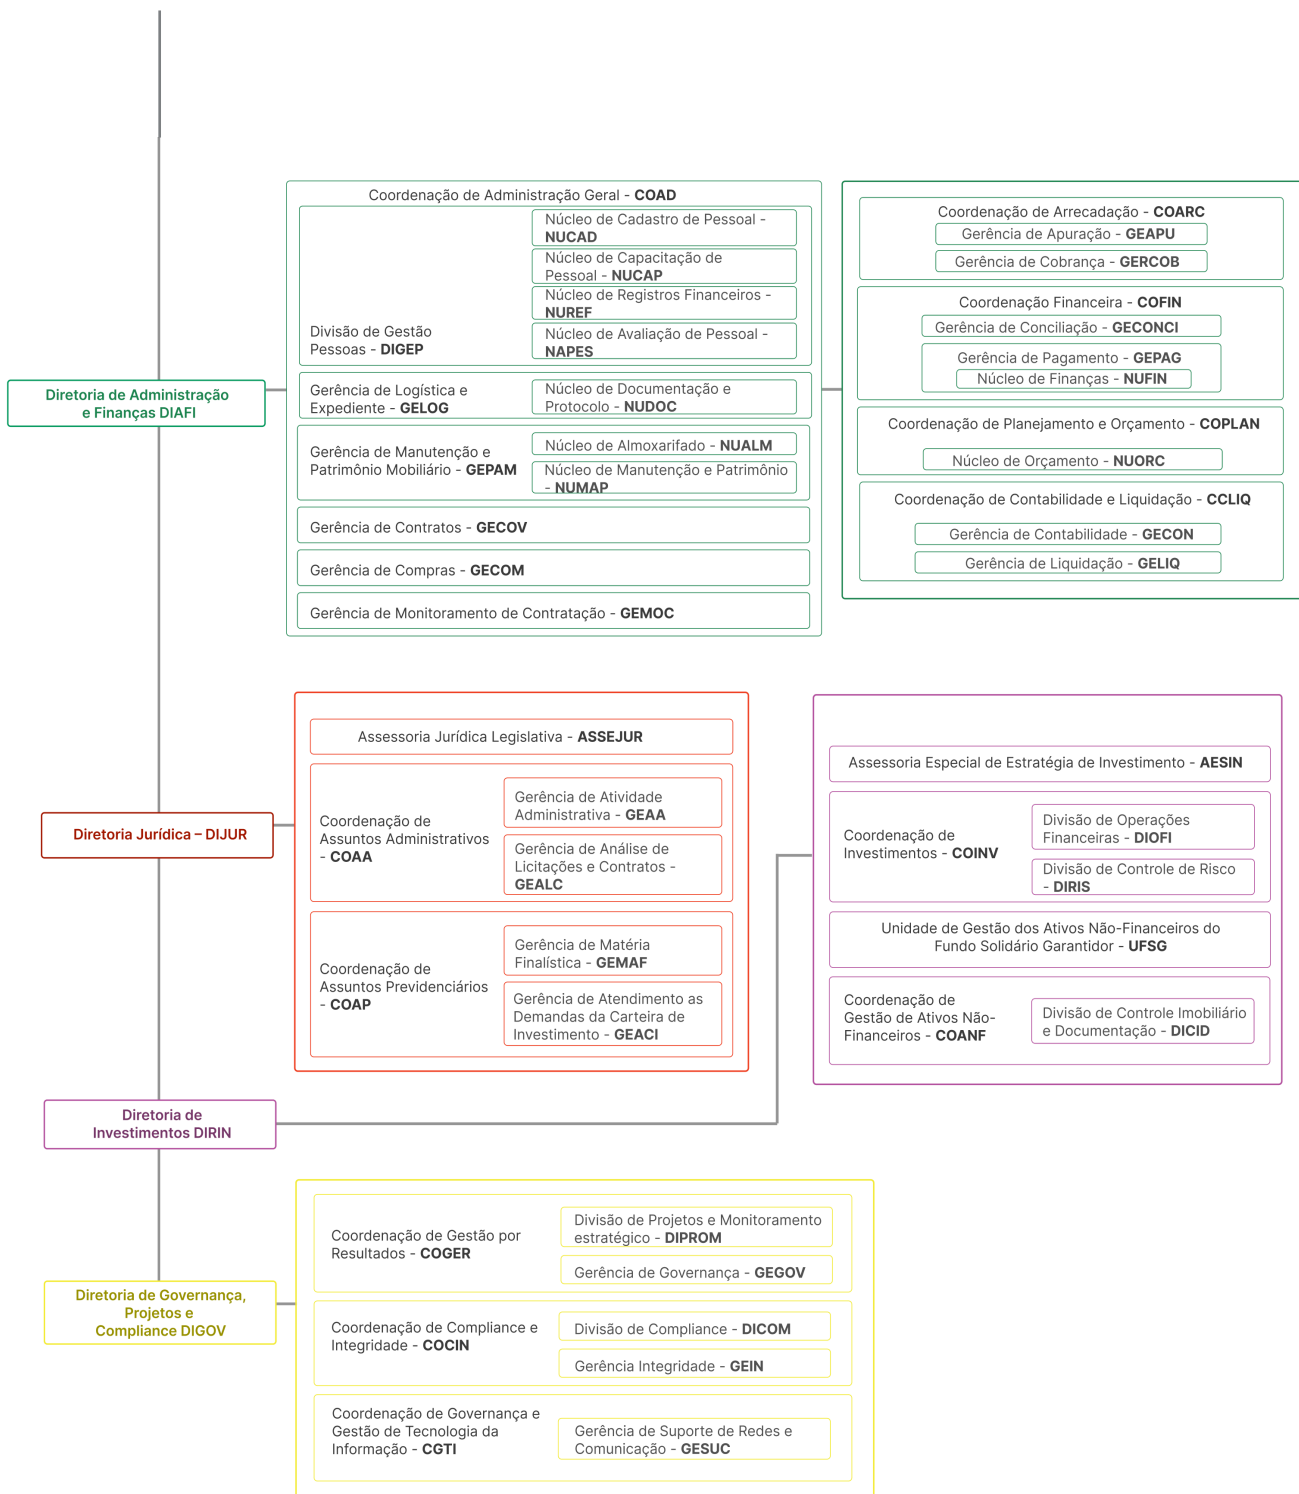 Diretoria de Administração
e Finanças DIAFI
Coordenação de Administração Geral - COAD
Divisão de Gestão
Pessoas - DIGEP
Núcleo de Cadastro de Pessoal -
NUCAD
Núcleo de Capacitação de
Pessoal - NUCAP
Núcleo de Registros Financeiros -
NUREF
Núcleo de Avaliação de Pessoal -
NAPES
Gerência de Logística e
Expediente - GELOG
Núcleo de Documentação e
Protocolo - NUDOC
Gerência de Manutenção e
Patrimônio Mobiliário - GEPAM
Núcleo de Almoxarifado - NUALM
Núcleo de Manutenção e Patrimônio
- NUMAP
Gerência de Contratos - GECOV
Gerência de Compras - GECOM
Gerência de Monitoramento de Contratação - GEMOC
Coordenação de Arrecadação - COARC
Gerência de Apuração - GEAPU
Gerência de Cobrança - GERCOB
Coordenação Financeira - COFIN
Gerência de Conciliação - GECONCI
Gerência de Pagamento - GEPAG
Núcleo de Finanças - NUFIN
Coordenação de Planejamento e Orçamento - COPLAN
Núcleo de Orçamento - NUORC
Coordenação de Contabilidade e Liquidação - CCLIQ
Gerência de Contabilidade - GECON
Gerência de Liquidação - GELIQ
Diretoria Jurídica – DIJUR
Assessoria Jurídica Legislativa - ASSEJUR
Coordenação de
Assuntos Administrativos
- COAA
Gerência de Atividade
Administrativa - GEAA
Gerência de Análise de
Licitações e Contratos -
GEALC
Coordenação de
Assuntos Previdenciários
- COAP
Gerência de Matéria
Finalística - GEMAF
Gerência de Atendimento as
Demandas da Carteira de
Investimento - GEACI
Diretoria de
Investimentos DIRIN
Assessoria Especial de Estratégia de Investimento - AESIN
Coordenação de
Investimentos - COINV
Divisão de Operações
Financeiras - DIOFI
Divisão de Controle de Risco
- DIRIS
Unidade de Gestão dos Ativos Não-Financeiros do
Fundo Solidário Garantidor - UFSG
Coordenação de
Gestão de Ativos Não-
Financeiros - COANF
Divisão de Controle Imobiliário
e Documentação - DICID
Diretoria de Governança,
Projetos e
Compliance DIGOV
Coordenação de Gestão por
Resultados - COGER
Divisão de Projetos e Monitoramento
estratégico - DIPROM
Gerência de Governança - GEGOV
Coordenação de Compliance e
Integridade - COCIN
Divisão de Compliance - DICOM
Gerência Integridade - GEIN
Coordenação de Governança e
Gestão de Tecnologia da
Informação - CGTI
Gerência de Suporte de Redes e
Comunicação - GESUC